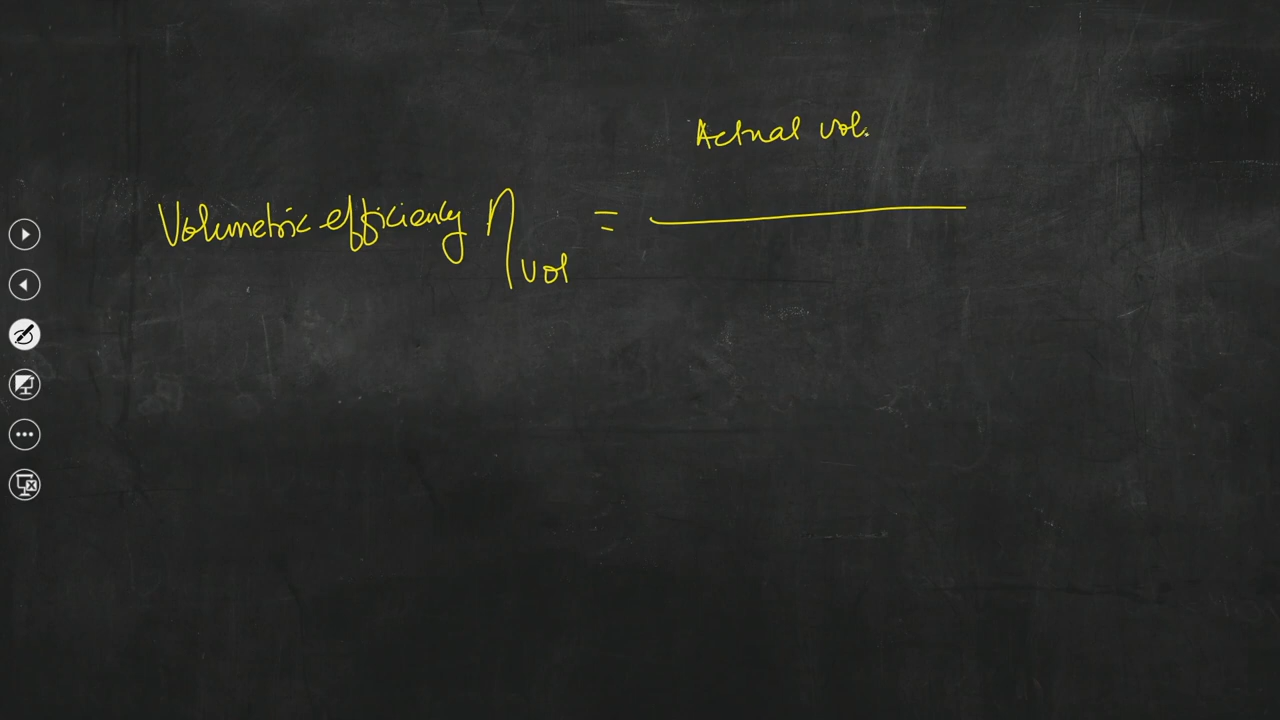 Actual vol.
Volumetric efficiency η vol =